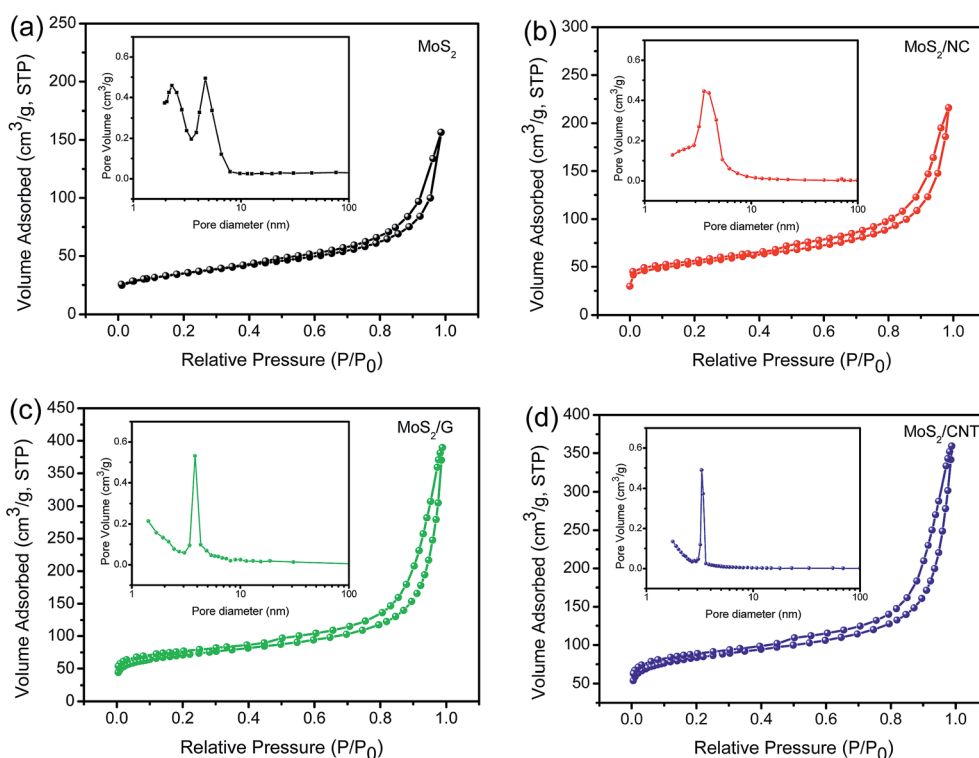 (a)
MoS2
250
200
150
100
50
0
Volume Adsorbed (cm3/g, STP)
0.0 0.2 0.4 0.6 0.8 1.0
Relative Pressure (P/P0)
0.6
0.4
0.2
0.0
Pore Volume (cm3/g)
1 10 100
Pore diameter (nm)
(b)
MoS2/NC
300
250
200
150
100
50
0
Volume Adsorbed (cm3/g, STP)
0.0 0.2 0.4 0.6 0.8 1.0
Relative Pressure (P/P0)
0.6
0.4
0.2
0.0
Pore Volume (cm3/g)
1 10 100
Pore diameter (nm)
(c)
MoS2/G
450
400
350
300
250
200
150
100
50
0
Volume Adsorbed (cm3/g, STP)
0.0 0.2 0.4 0.6 0.8 1.0
Relative Pressure (P/P0)
0.6
0.4
0.2
0.0
Pore Volume (cm3/g)
1 10 100
Pore diameter (nm)
(d)
MoS2/CNT
400
350
300
250
200
150
100
50
Volume Adsorbed (cm3/g, STP)
0.0 0.2 0.4 0.6 0.8 1.0
Relative Pressure (P/P0)
0.6
0.4
0.2
0.0
Pore Volume (cm3/g)
1 10 100
Pore diameter (nm)